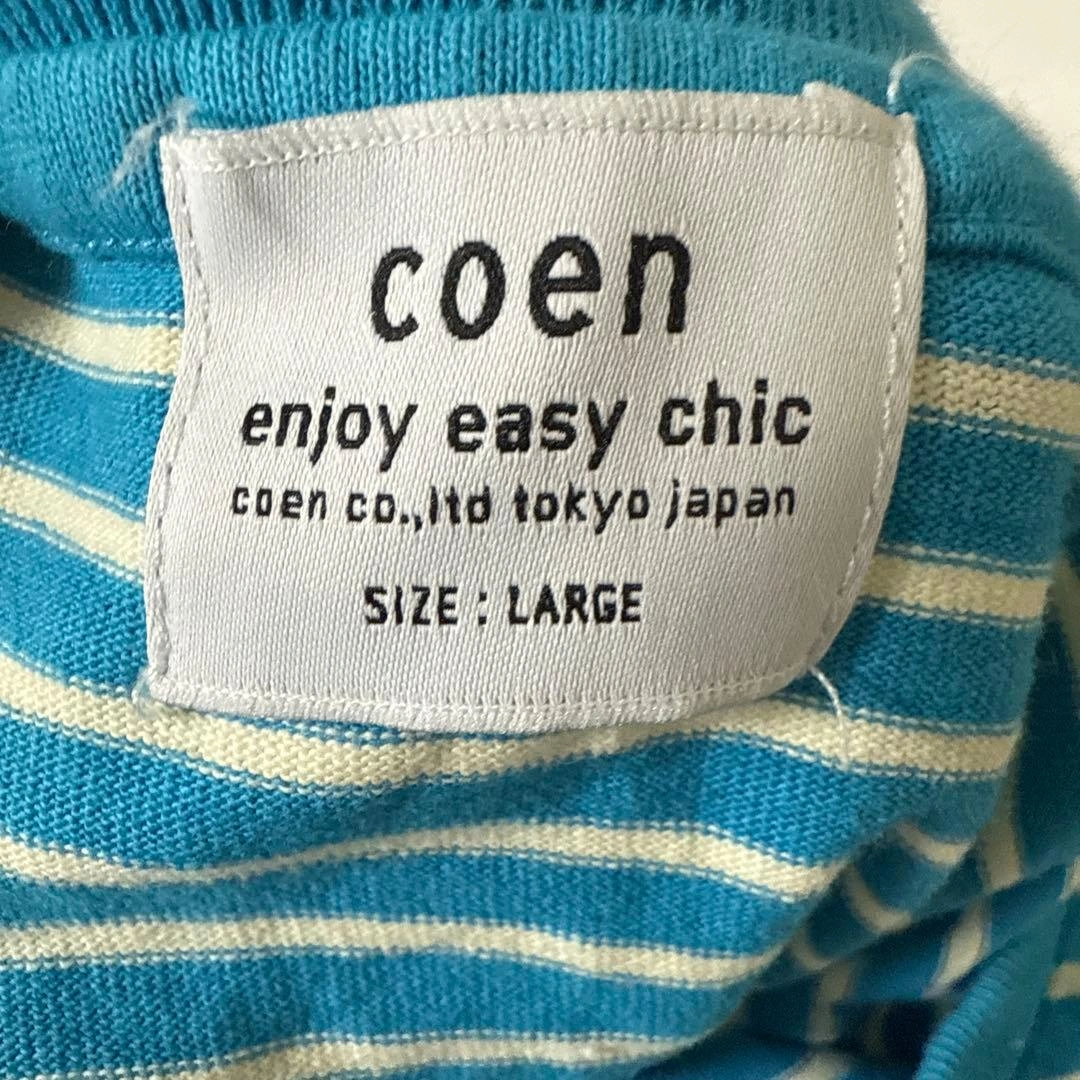 coen
enjoy easy chic
coen co.,ltd tokyo japan
SIZE : LARGE